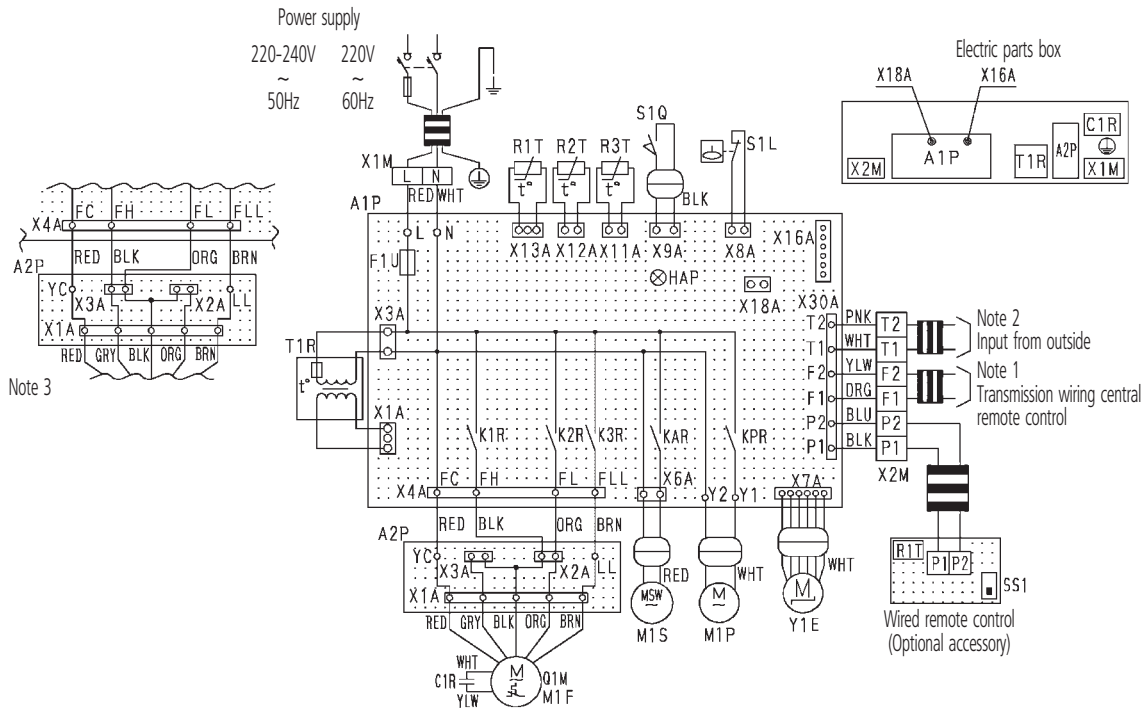 Power supply
220-240V 220V
~ ~
50Hz 60Hz
Electric parts box
X18A X16A
X2M A1P T1R A2P C1R X1M
X1M L N
RED WHT
R1T R2T R3T
t° t° t°
S1Q
BLK
S1L
A1P
L N
X13A X12A X11A X9A X8A X16A
F1U
HAP
X18A
X30A
X3A
T1R
t°
X1A
T2 PNK T2
T1 WHT T1
F2 YLW F2
F1 ORG F1
P2 BLU P2
P1 BLK P1
X2M
Note 2
Input from outside
Note 1
Transmission wiring central
remote control
K1R K2R K3R KAR KPR
X4A FC FH FL FLL X6A Y2 Y1 X7A
RED BLK ORG BRN
A2P
YC X3A X2A LL
X1A
RED GRY BLK ORG BRN
WHT
C1R
YLW
M
Q1M
M1F
RED
MSW
~
M1S
WHT
M
~
M1P
WHT
M
Y1E
R1T P1 P2
SS1
Wired remote control
(Optional accessory)
FC FH FL FLL
X4A
RED BLK ORG BRN
A2P
YC X3A X2A LL
X1A
RED GRY BLK ORG BRN
Note 3